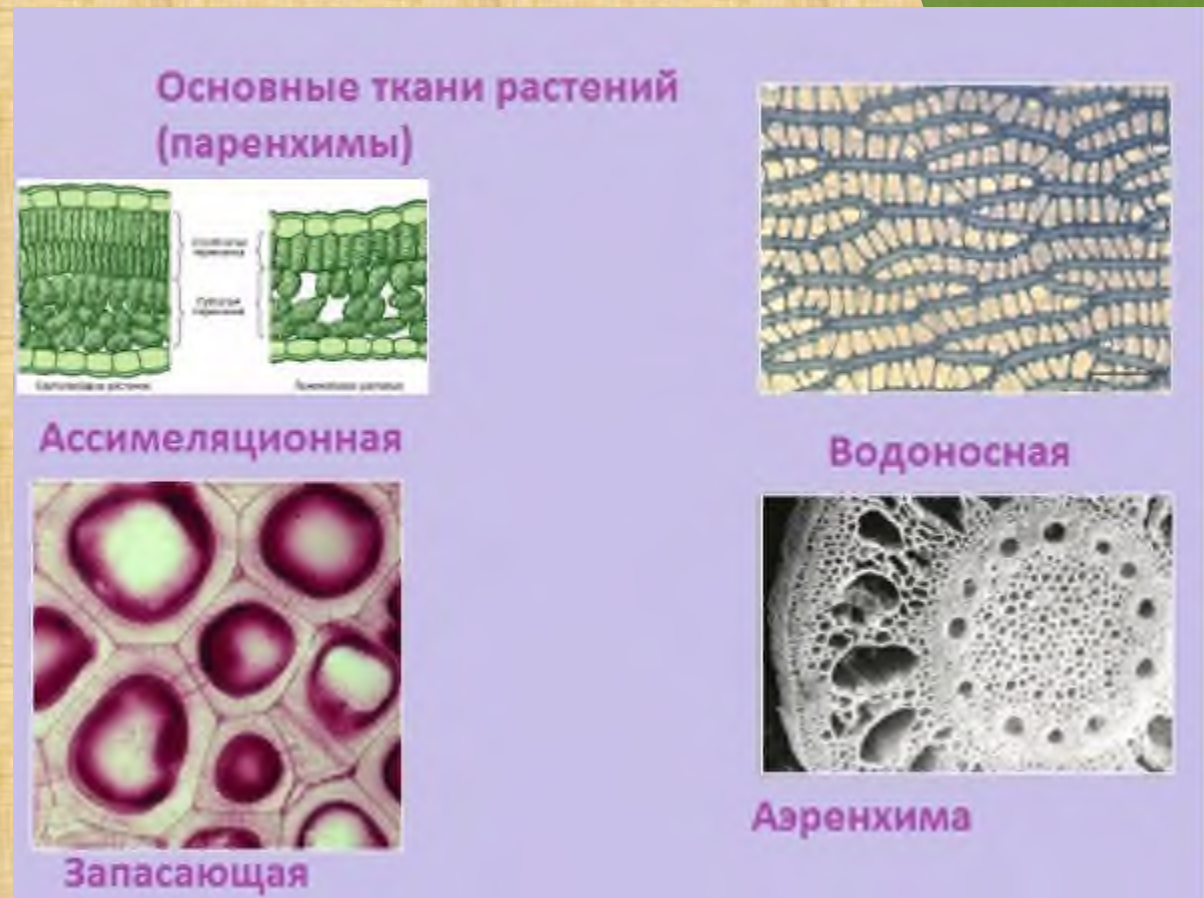 Основные ткани растений
(паренхимы)
Ассимеляционная
Водоносная
Запасающая
Аэренхима